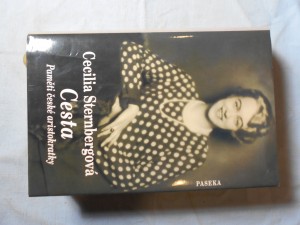 Cecilia Sternbergová
Cesta
Paměti české aristokratky
PASEKA